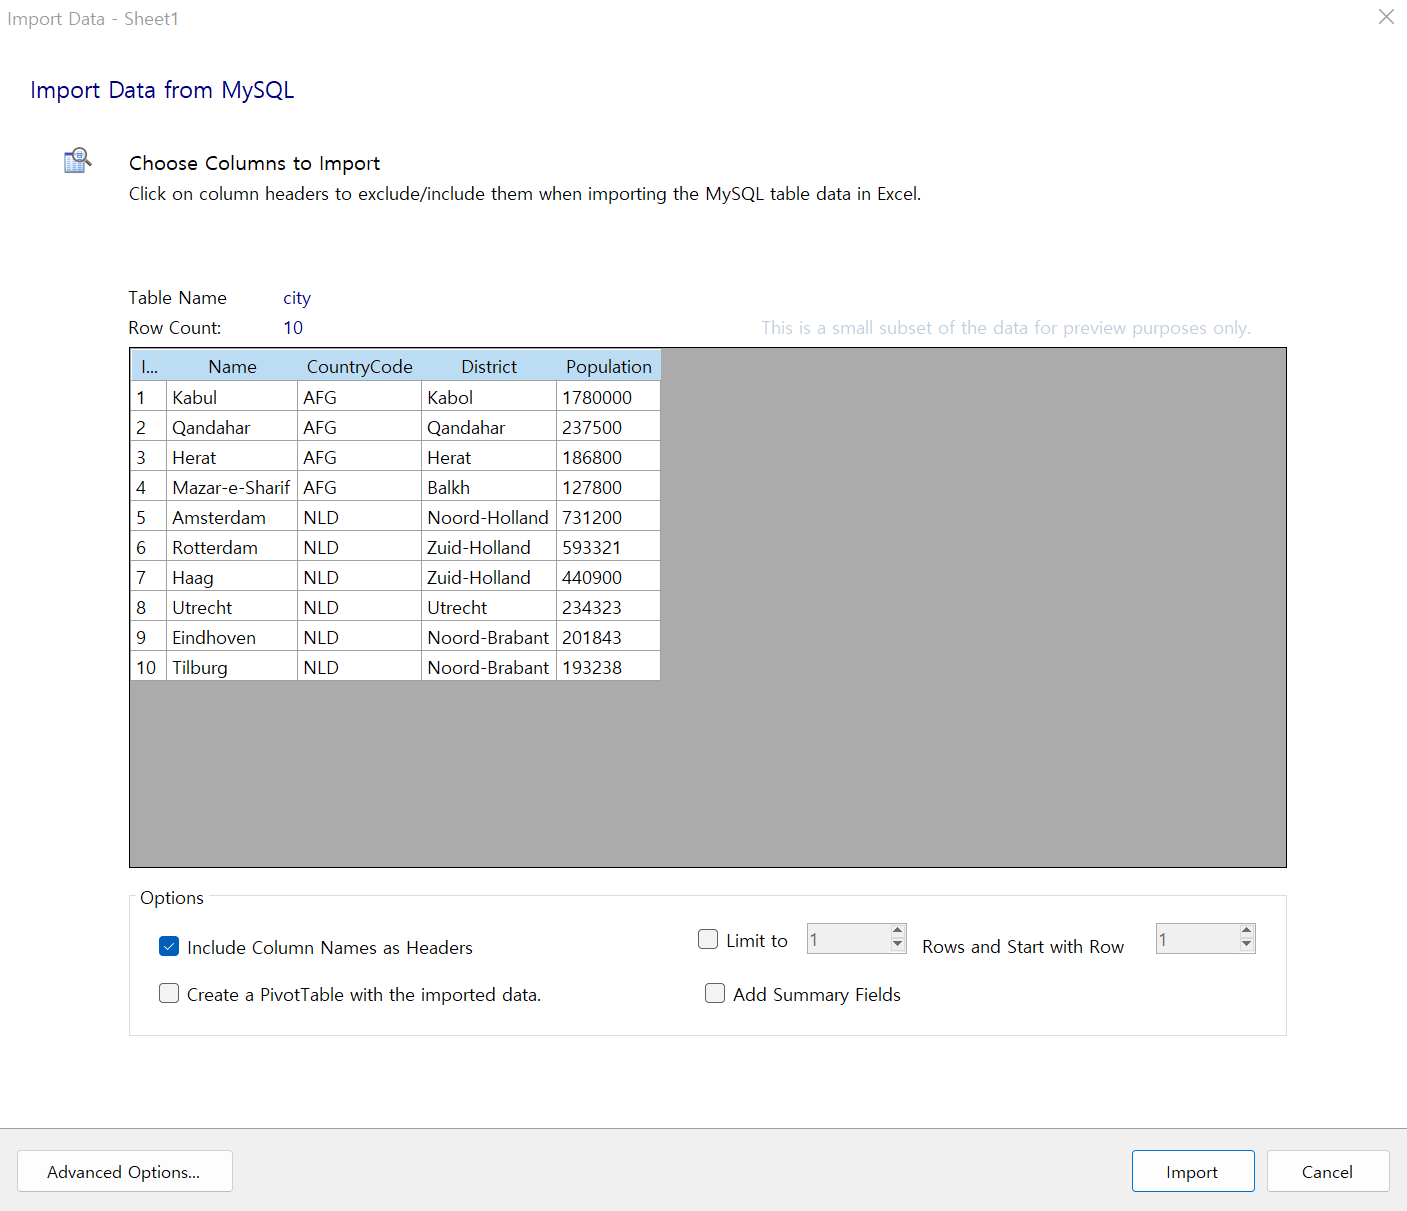 Import Data - Sheet1
Import Data from MySQL
Choose Columns to Import
Click on column headers to exclude/include them when importing the MySQL table data in Excel.
Table Name city
Row Count: 10 This is a small subset of the data for preview purposes only.
I... Name CountryCode District Population
1 Kabul AFG Kabol 1780000
2 Qandahar AFG Qandahar 237500
3 Herat AFG Herat 186800
4 Mazar-e-Sharif AFG Balkh 127800
5 Amsterdam NLD Noord-Holland 731200
6 Rotterdam NLD Zuid-Holland 593321
7 Haag NLD Zuid-Holland 440900
8 Utrecht NLD Utrecht 234323
9 Eindhoven NLD Noord-Brabant 201843
10 Tilburg NLD Noord-Brabant 193238
Options
Include Column Names as Headers Limit to 1 Rows and Start with Row 1
Create a PivotTable with the imported data. Add Summary Fields
Advanced Options... Import Cancel